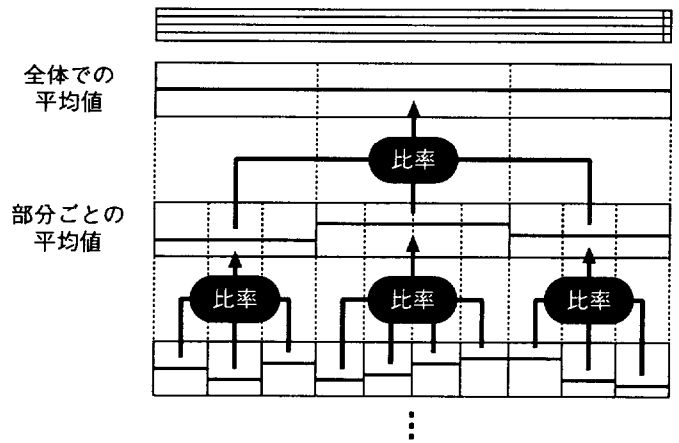 全体での
平均値
比率
部分ごとの
平均値
比率
比率
比率